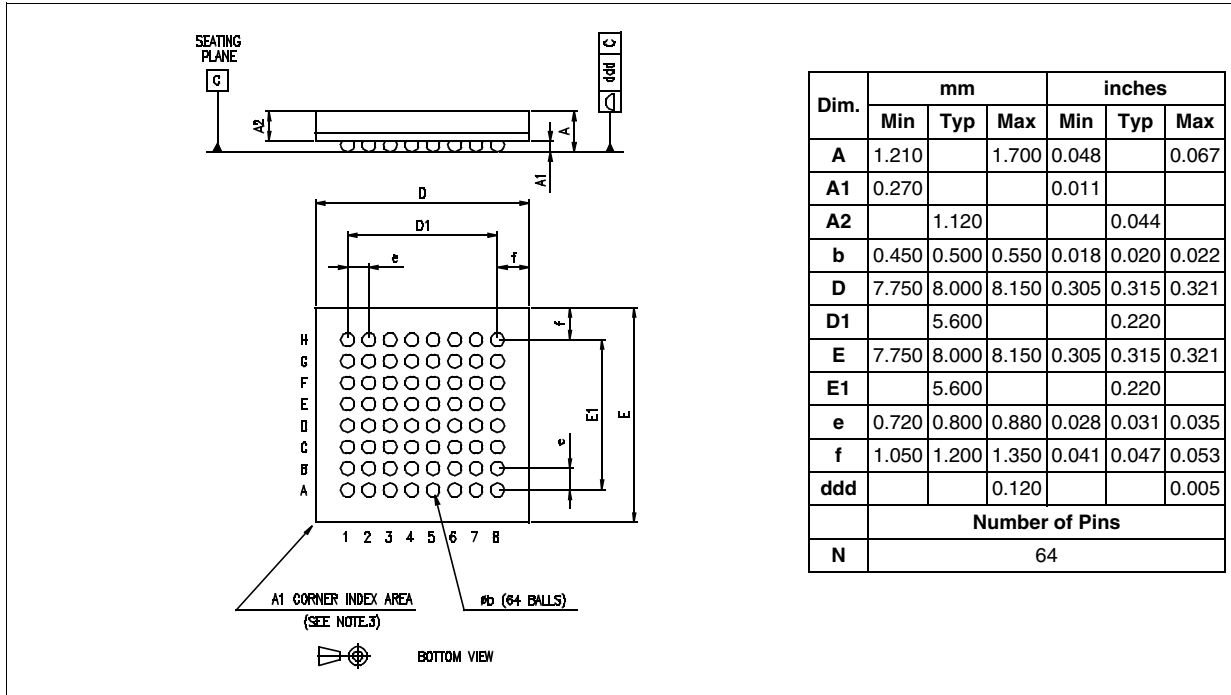 SEATING
PLANE
C
ddd C
A2
A
A1
D
D1
e
f
f
H
G
F
E
D
C
B
A
E1
E
e
1 2 3 4 5 6 7 8
A1 CORNER INDEX AREA
(SEE NOTE.3)
øb (64 BALLS)
BOTTOM VIEW
Dim. mm inches
Min Typ Max Min Typ Max
A 1.210 1.700 0.048 0.067
A1 0.270 0.011
A2 1.120 0.044
b 0.450 0.500 0.550 0.018 0.020 0.022
D 7.750 8.000 8.150 0.305 0.315 0.321
D1 5.600 0.220
E 7.750 8.000 8.150 0.305 0.315 0.321
E1 5.600 0.220
e 0.720 0.800 0.880 0.028 0.031 0.035
f 1.050 1.200 1.350 0.041 0.047 0.053
ddd 0.120 0.005
Number of Pins
N 64